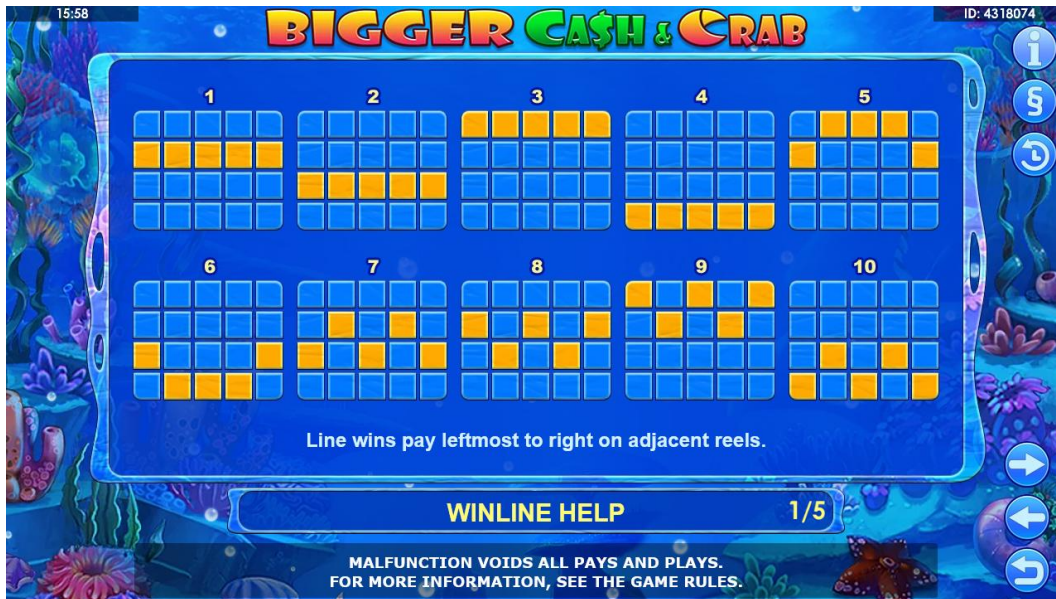 15:58
BIGGER CA$H & CRAB
ID: 4318074
1 2 3 4 5
6 7 8 9 10
Line wins pay leftmost to right on adjacent reels.
WINLINE HELP 1/5
MALFUNCTION VOIDS ALL PAYS AND PLAYS.
FOR MORE INFORMATION, SEE THE GAME RULES.